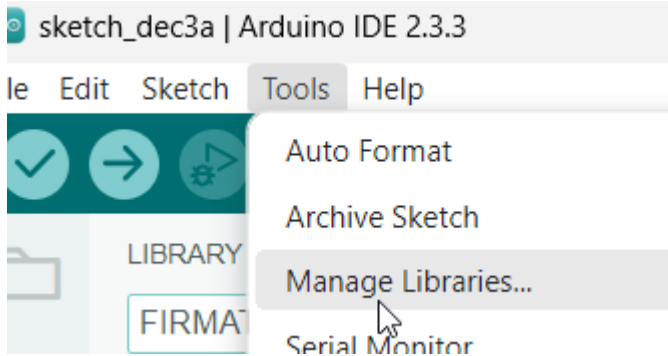 sketch_dec3a | Arduino IDE 2.3.3
le Edit Sketch Tools Help
Auto Format
Archive Sketch
LIBRARY
Manage Libraries...
FIRMAT
Serial Monitor